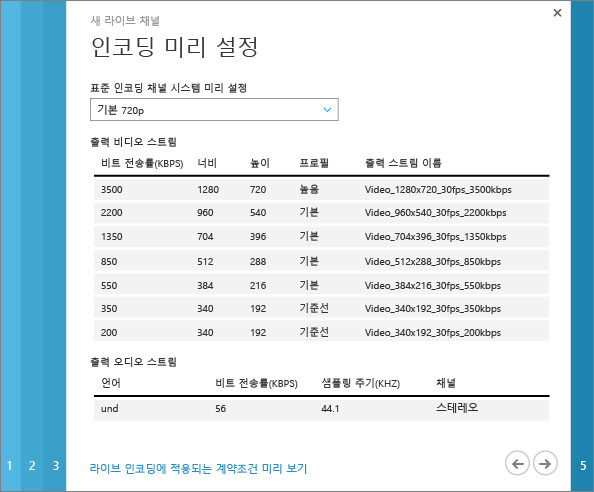 새 라이브 채널
인코딩 미리 설정
표준 인코딩 채널 시스템 미리 설정
기본 720p
출력 비디오 스트림
비트 전송률(KBPS) 너비 높이 프로필 출력 스트림 이름
3500 1280 720 높음 Video_1280x720_30fps_3500kbps
2200 960 540 기본 Video_960x540_30fps_2200kbps
1350 704 396 기본 Video_704x396_30fps_1350kbps
850 512 288 기본 Video_512x288_30fps_850kbps
550 384 216 기본 Video_384x216_30fps_550kbps
350 340 192 기준선 Video_340x192_30fps_350kbps
200 340 192 기준선 Video_340x192_30fps_200kbps
출력 오디오 스트림
언어 비트 전송률(KBPS) 샘플링 주기(KHZ) 채널
und 56 44.1 스테레오
라이브 인코딩에 적용되는 계약조건 미리 보기
1 2 3 5